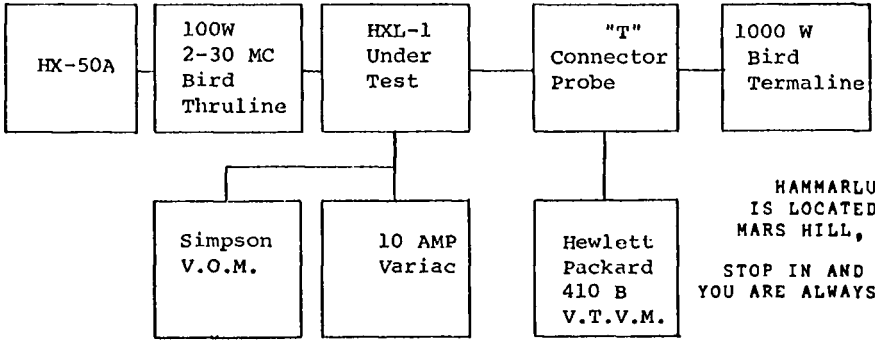 HX-50A
100W
2-30 MC
Bird
Thruline
HXL-1
Under
Test
"T"
Connector
Probe
1000 W
Bird
Termaline
Simpson
V.O.M.
10 AMP
Variac
Hewlett
Packard
410 B
V.T.V.M.
HAMMARLU
IS LOCATED
MARS HILL,
STOP IN AND
YOU ARE ALWAYS